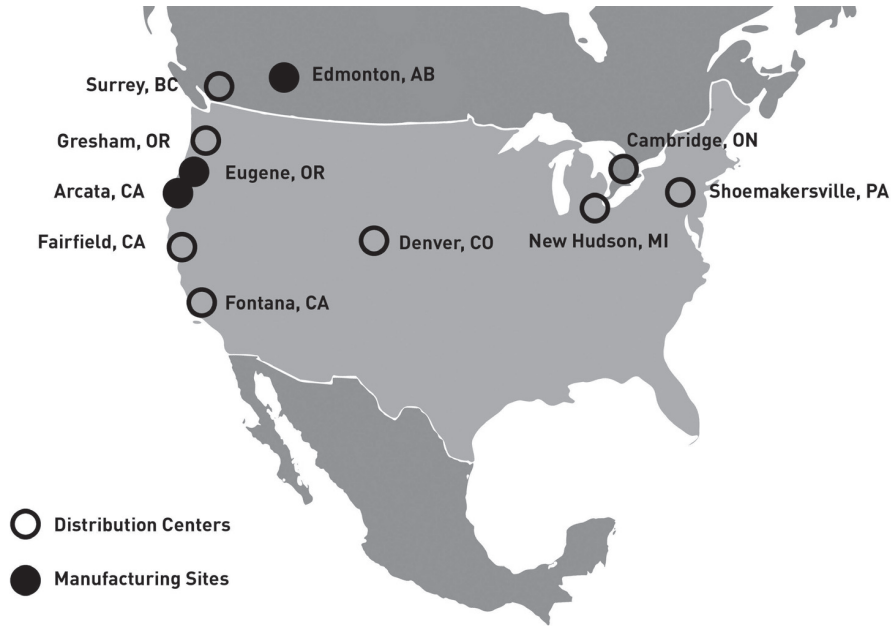 Surrey, BC
Edmonton, AB
Gresham, OR
Cambridge, ON
Eugene, OR
Arcata, CA
Shoemakersville, PA
Fairfield, CA
Denver, CO
New Hudson, MI
Fontana, CA
Distribution Centers
Manufacturing Sites